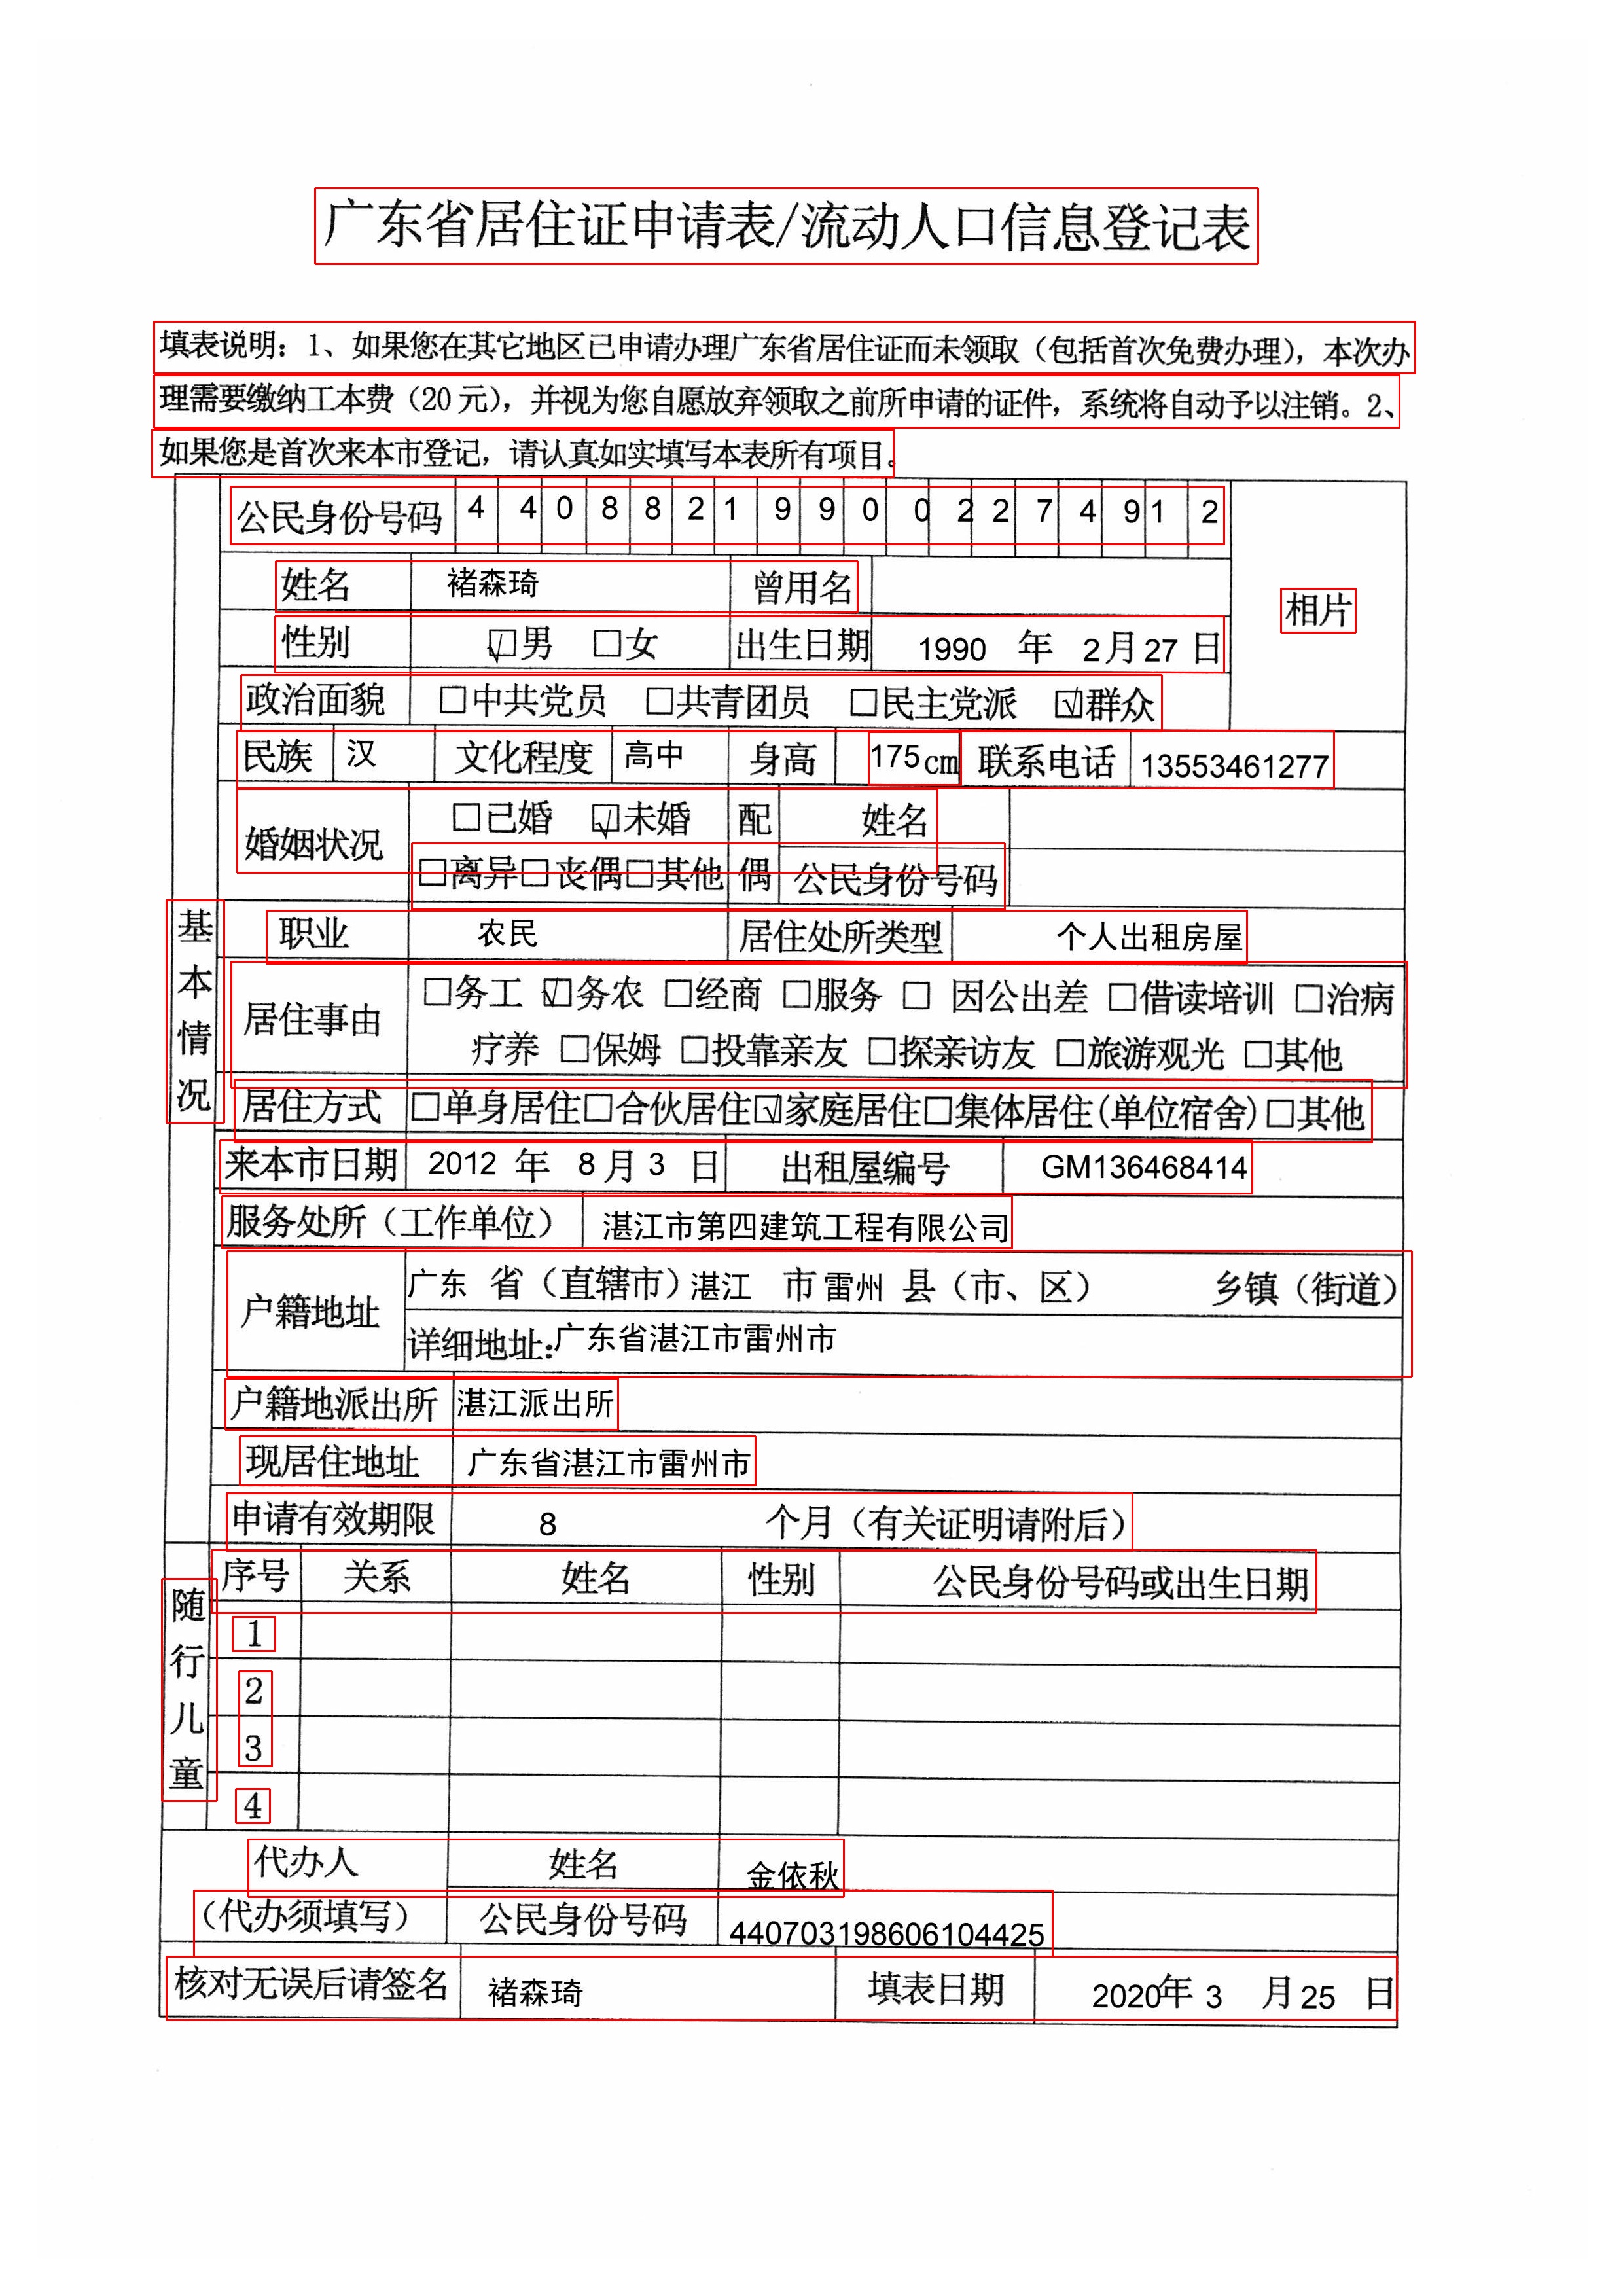 广东省居住证申请表/流动人口信息登记表
填表说明：1、如果您在其它地区已申请办理广东省居住证而未领取（包括首次免费办理），本次办
理需要缴纳工本费（20 元），并视为您自愿放弃领取之前所申请的证件，系统将自动予以注销。2、
如果您是首次来本市登记，请认真如实填写本表所有项目。
公民身份号码 4 4 0 8 8 2 1 9 9 0 0 2 2 7 4 9 1 2
姓名 褚森琦 曾用名
相片
性别 ☑男 □女 出生日期 1990 年 2月27 日
政治面貌 □中共党员 □共青团员 □民主党派 ☑群众
民族 汉 文化程度 高中 身高 175cm 联系电话 13553461277
婚姻状况 □已婚 ☑未婚 配 姓名
□离异□丧偶□其他 偶 公民身份号码
基本情况
职业 农民 居住处所类型 个人出租房屋
居住事由 □务工 ☑务农 □经商 □服务 □ 因公出差 □借读培训 □治病
疗养 □保姆 □投靠亲友 □探亲访友 □旅游观光 □其他
居住方式 □单身居住□合伙居住☑家庭居住□集体居住(单位宿舍)□其他
来本市日期 2012 年 8月3 日 出租屋编号 GM136468414
服务处所（工作单位） 湛江市第四建筑工程有限公司
户籍地址 广东 省（直辖市）湛江 市 雷州 县（市、区） 乡镇（街道）
详细地址:广东省湛江市雷州市
户籍地派出所 湛江派出所
现居住地址 广东省湛江市雷州市
申请有效期限 8 个月（有关证明请附后）
随行儿童
序号 关系 姓名 性别 公民身份号码或出生日期
1
2
3
4
代办人 姓名 金依秋
（代办须填写） 公民身份号码 440703198606104425
核对无误后请签名 褚森琦 填表日期 2020年 3 月 25 日